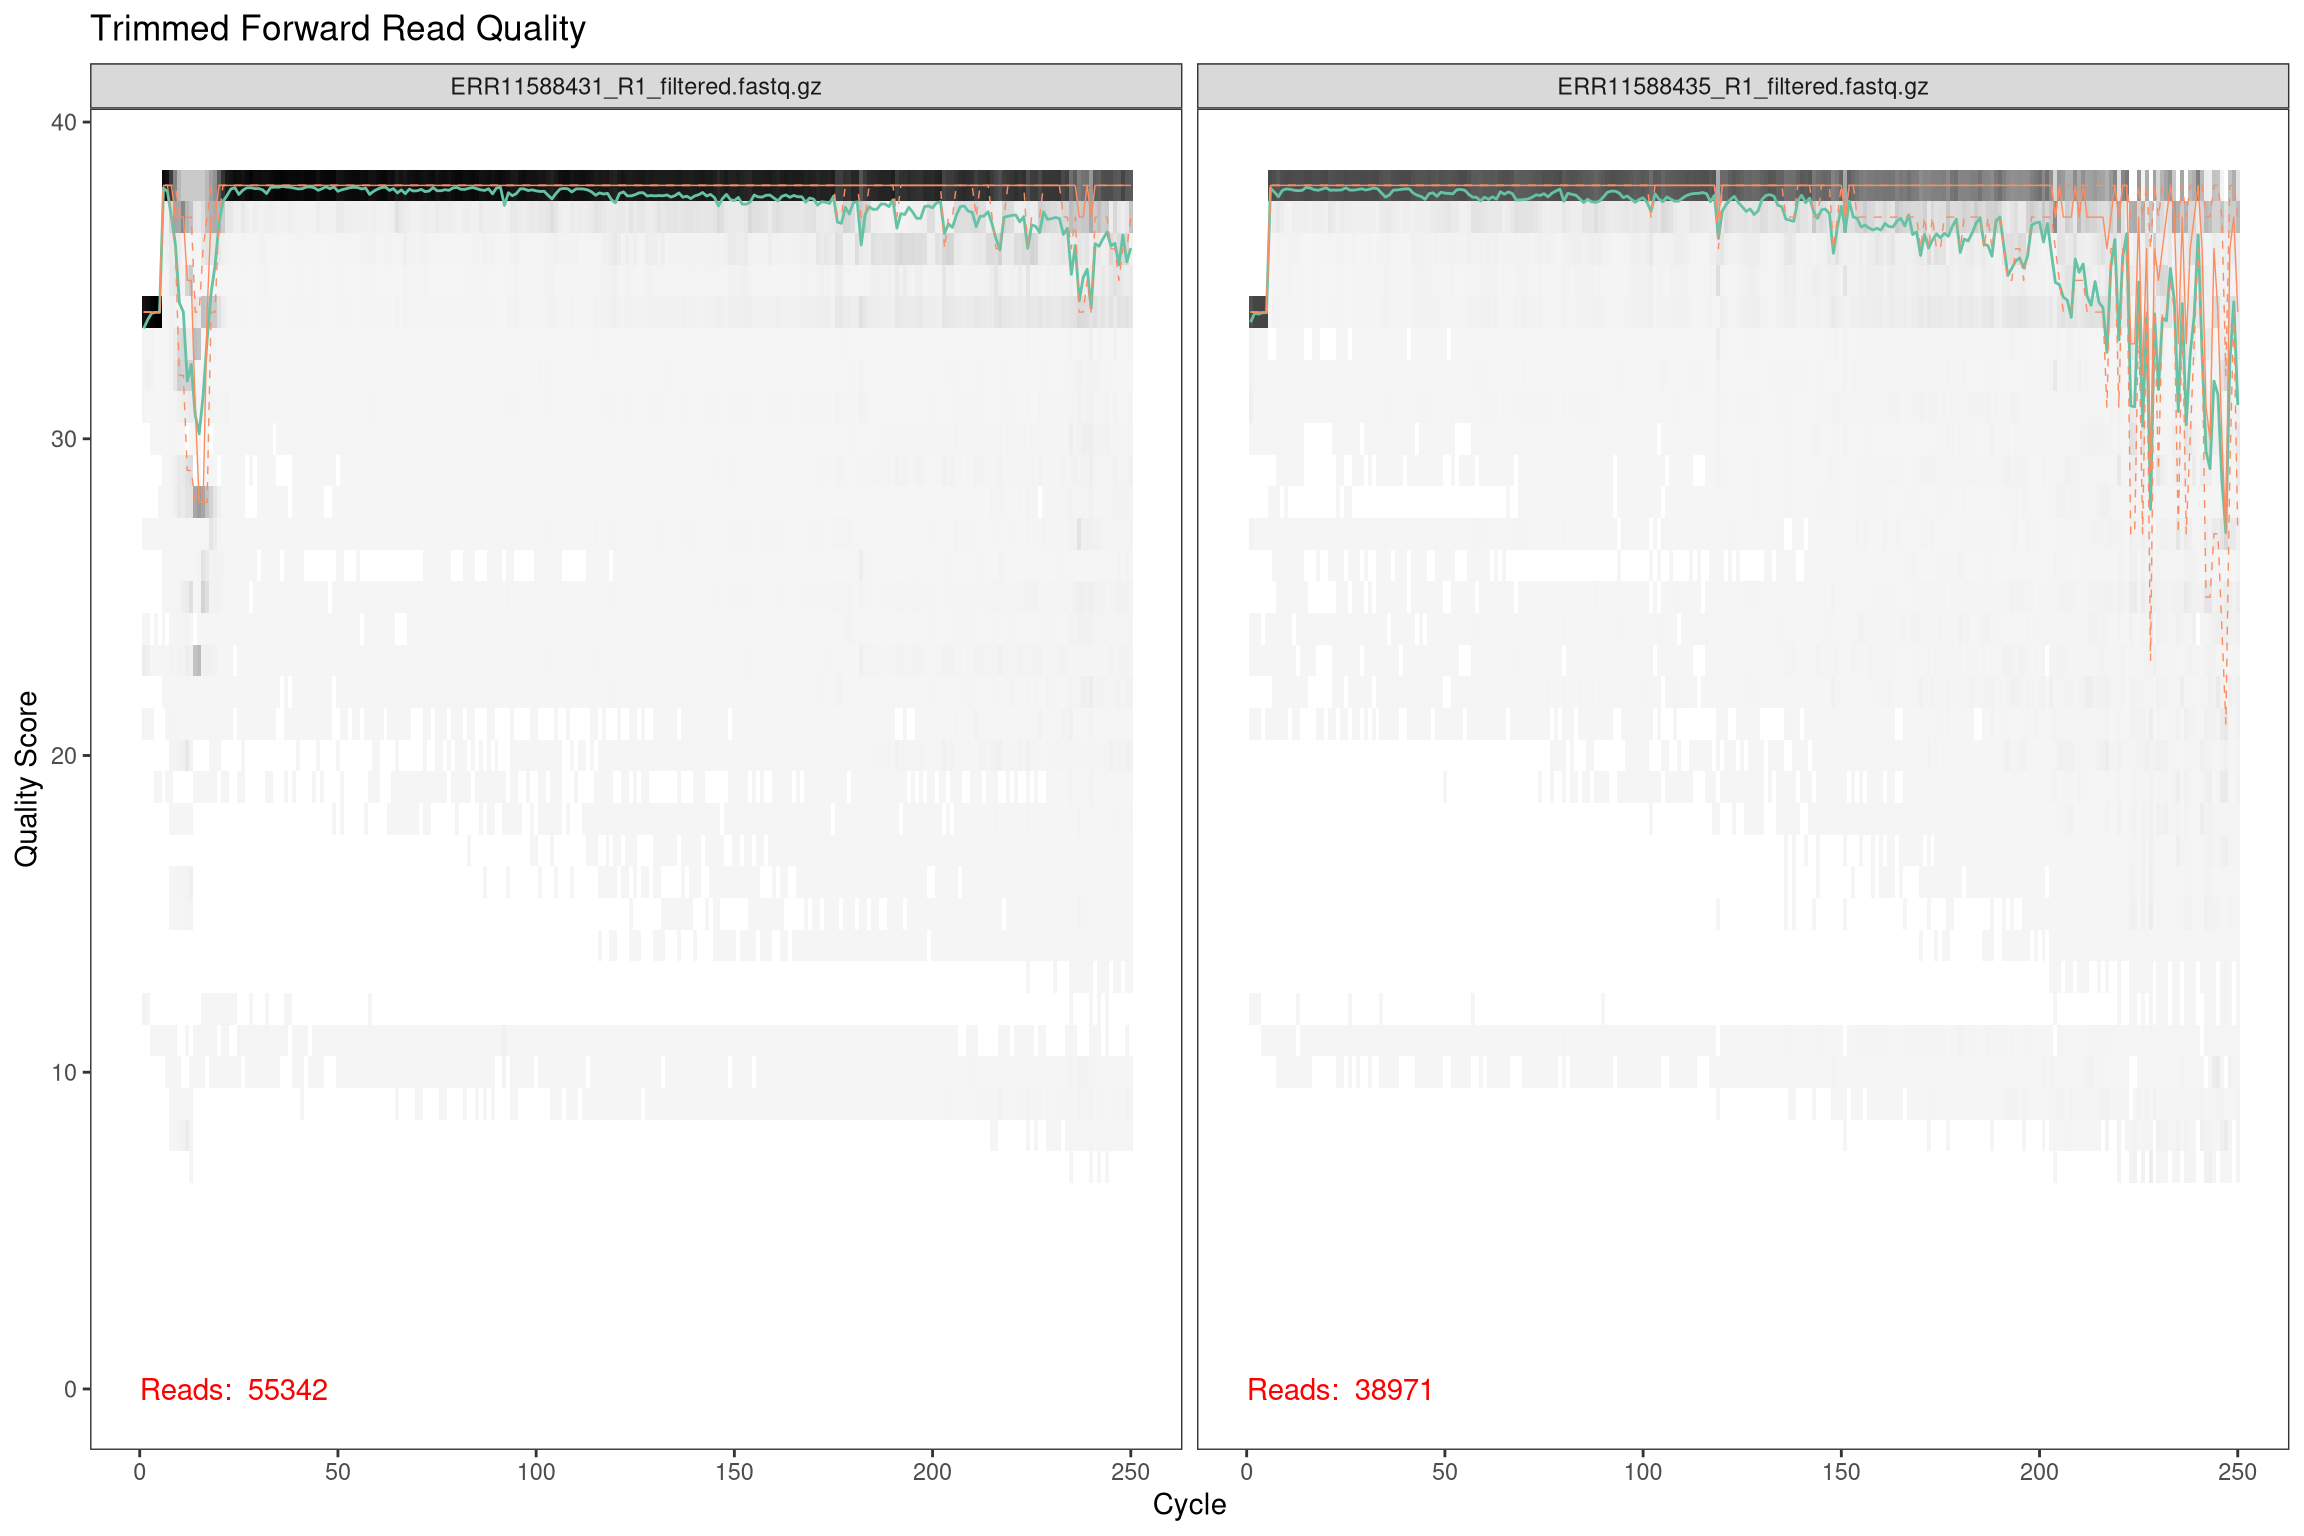 Trimmed Forward Read Quality
ERR11588431_R1_filtered.fastq.gz
ERR11588435_R1_filtered.fastq.gz
40
30
20
10
0
Quality Score
Reads: 55342
Reads: 38971
0 50 100 150 200 250
0 50 100 150 200 250
Cycle